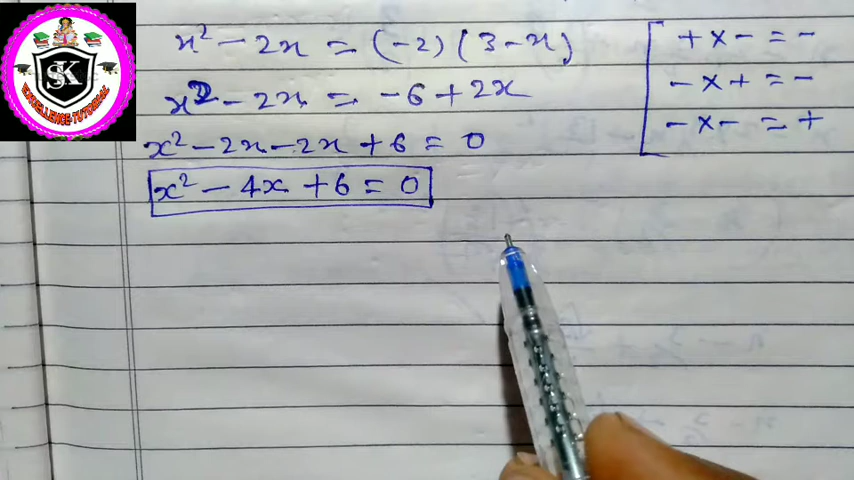 SK
EXCELLENCE TUTORIAL
x² - 2x = (-2) (3-x)
x² - 2x = -6 + 2x
x² - 2x - 2x + 6 = 0
x² - 4x + 6 = 0
+ x - = -
- x + = -
- x - = +